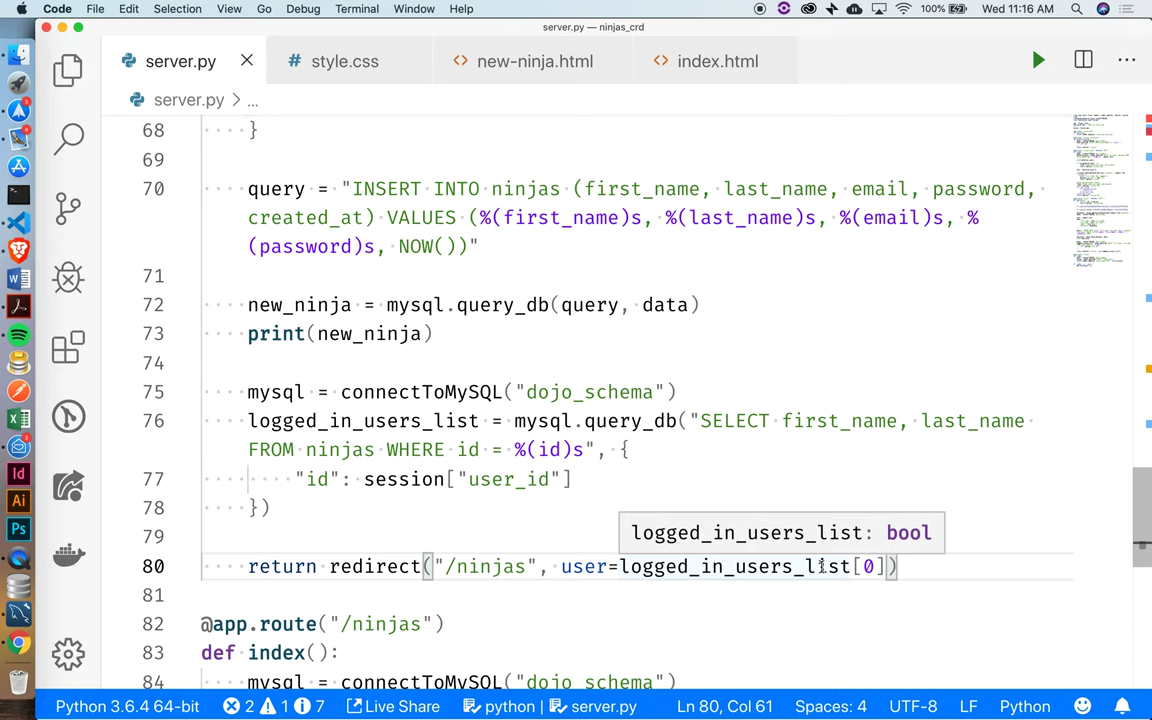 Code File Edit Selection View Go Debug Terminal Window Help 100% Wed 11:16 AM
server.py — ninjas_crd
server.py # style.css <> new-ninja.html <> index.html
server.py > ...
68 }
69
70 query = "INSERT INTO ninjas (first_name, last_name, email, password,
created_at) VALUES (%(first_name)s, %(last_name)s, %(email)s, %
(password)s, NOW())"
71
72 new_ninja = mysql.query_db(query, data)
73 print(new_ninja)
74
75 mysql = connectToMySQL("dojo_schema")
76 logged_in_users_list = mysql.query_db("SELECT first_name, last_name
FROM ninjas WHERE id = %(id)s", {
77 "id": session["user_id"]
78 })
79
logged_in_users_list: bool
80 return redirect("/ninjas", user=logged_in_users_list[0])
81
82 @app.route("/ninjas")
83 def index():
84 mysql = connectToMySQL("dojo_schema")
Id
Ai
Ps
Python 3.6.4 64-bit 2 1 7 Live Share python | server.py Ln 80, Col 61 Spaces: 4 UTF-8 LF Python